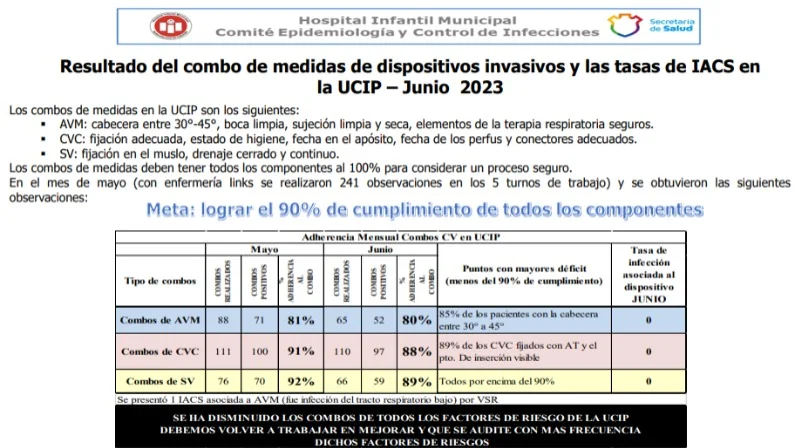 Hospital Infantil Municipal
Comité Epidemiología y Control de Infecciones
Secretaría
de Salud
Resultado del combo de medidas de dispositivos invasivos y las tasas de IACS en
la UCIP – Junio 2023
Los combos de medidas en la UCIP son los siguientes:
▪ AVM: cabecera entre 30°-45°, boca limpia, sujeción limpia y seca, elementos de la terapia respiratoria seguros.
▪ CVC: fijación adecuada, estado de higiene, fecha en el apósito, fecha de los perfus y conectores adecuados.
▪ SV: fijación en el muslo, drenaje cerrado y continuo.
Los combos de medidas deben tener todos los componentes al 100% para considerar un proceso seguro.
En el mes de mayo (con enfermería links se realizaron 241 observaciones en los 5 turnos de trabajo) y se obtuvieron las siguientes
observaciones:
Meta: lograr el 90% de cumplimiento de todos los componentes
Adherencia Mensual Combos CV en UCIP
Tipo de combos
Mayo
Junio
Puntos con mayores déficit
(menos del 90% de cumplimiento)
Tasa de
infección
asociada al
dispositivo
JUNIO
COMBOS REALIZADOS
COMBOS POSITIVOS
% ADHERENCIA AL COMBO
COMBOS REALIZADOS
COMBOS POSITIVOS
% ADHERENCIA AL COMBO
Combos de AVM 88 71 81% 65 52 80% 85% de los pacientes con la cabecera entre 30° a 45° 0
Combos de CVC 111 100 91% 110 97 88% 89% de los CVC fijados con AT y el pto. De inserción visible 0
Combos de SV 76 70 92% 66 59 89% Todos por encima del 90% 0
Se presentó 1 IACS asociada a AVM (fue infección del tracto respiratorio bajo) por VSR
SE HA DISMINUIDO LOS COMBOS DE TODOS LOS FACTORES DE RIESGO DE LA UCIP
DEBEMOS VOLVER A TRABAJAR EN MEJORAR Y QUE SE AUDITE CON MAS FRECUENCIA
DICHOS FACTORES DE RIESGOS